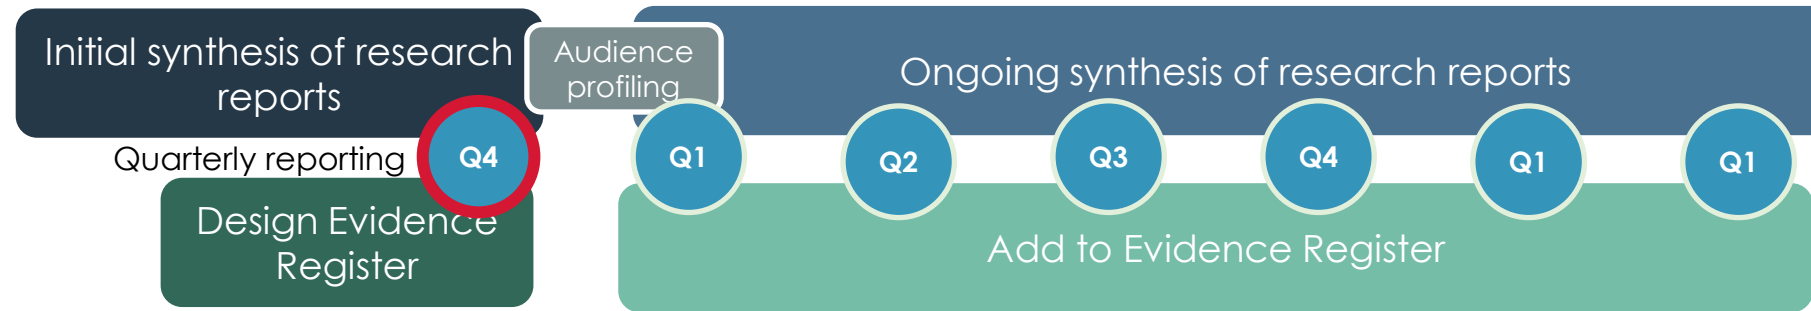 Initial synthesis of research
reports
Audience
profiling
Ongoing synthesis of research reports
Quarterly reporting
Q4
Q1
Q2
Q3
Q4
Q1
Q1
Design Evidence
Register
Add to Evidence Register